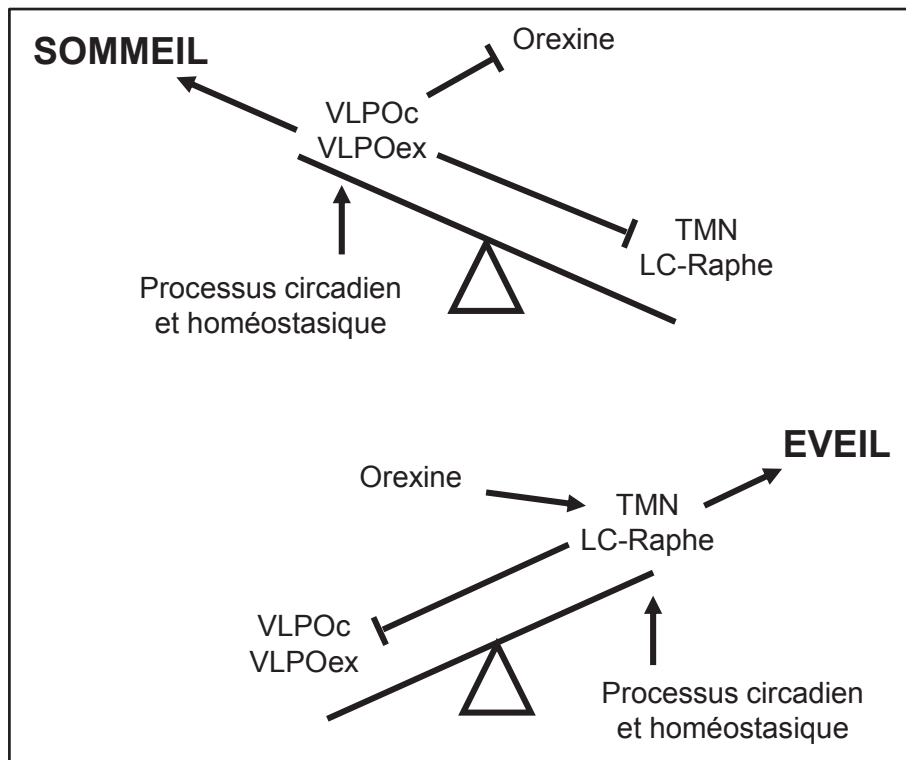 SOMMEIL
Orexine
VLPOc
VLPOex
TMN
LC-Raphe
Processus circadien
et homéostasique
EVEIL
Orexine
TMN
LC-Raphe
VLPOc
VLPOex
Processus circadien
et homéostasique